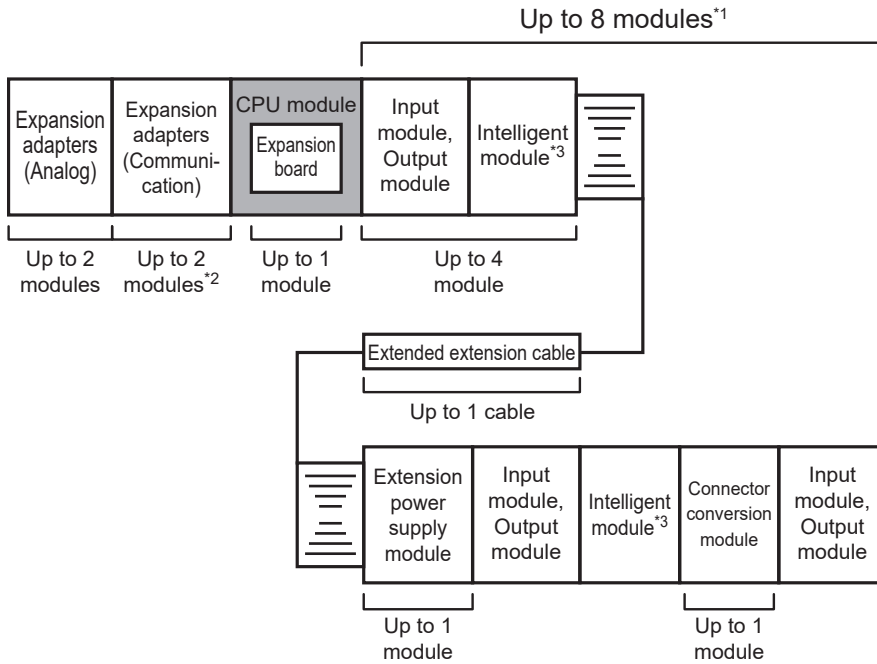 Up to 8 modules*1
Expansion
adapters
(Analog)
Expansion
adapters
(Communi-
cation)
CPU module
Expansion
board
Input
module,
Output
module
Intelligent
module*3
Up to 2
modules
Up to 2
modules*2
Up to 1
module
Up to 4
module
Extended extension cable
Up to 1 cable
Extension
power
supply
module
Input
module,
Output
module
Intelligent
module*3
Connector
conversion
module
Input
module,
Output
module
Up to 1
module
Up to 1
module